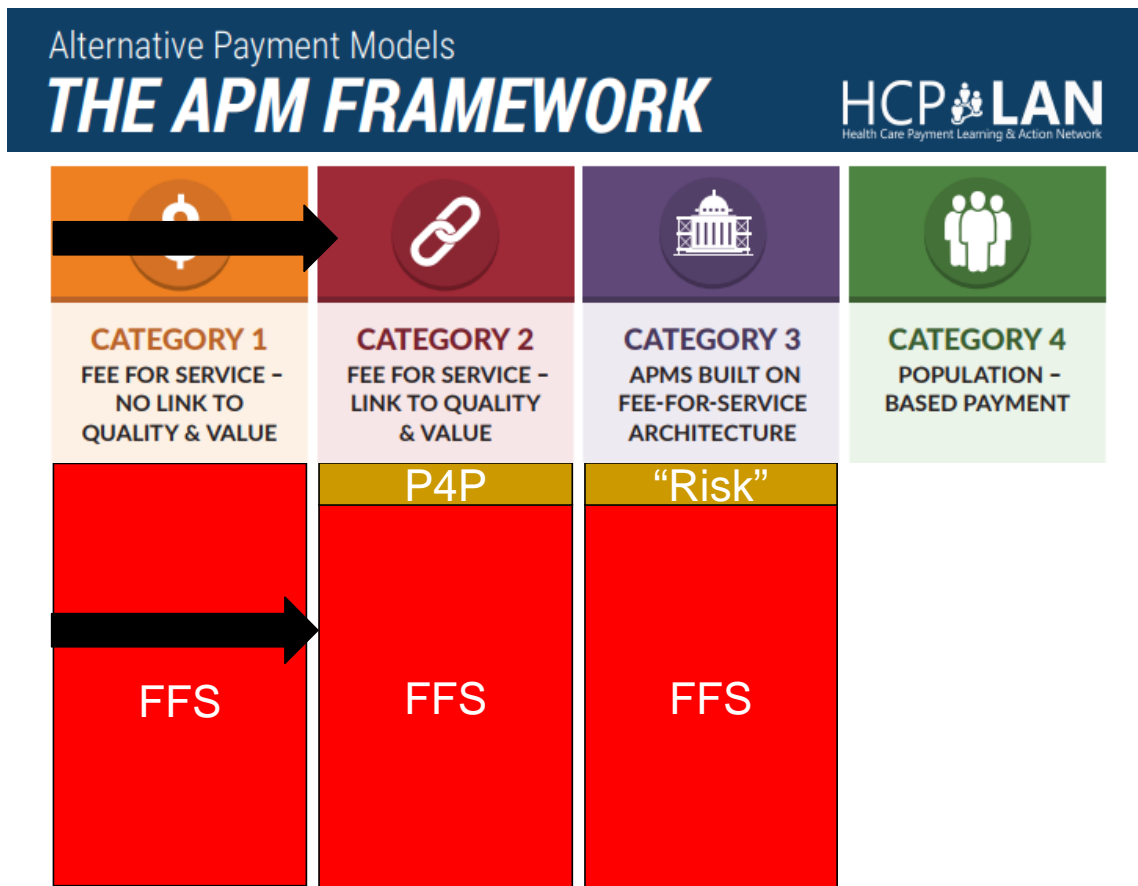 Alternative Payment Models
THE APM FRAMEWORK
HCP LAN
Health Care Payment Learning & Action Network
$
CATEGORY 1
FEE FOR SERVICE –
NO LINK TO
QUALITY & VALUE
CATEGORY 2
FEE FOR SERVICE –
LINK TO QUALITY
& VALUE
CATEGORY 3
APMS BUILT ON
FEE-FOR-SERVICE
ARCHITECTURE
CATEGORY 4
POPULATION –
BASED PAYMENT
P4P
“Risk”
FFS
FFS
FFS